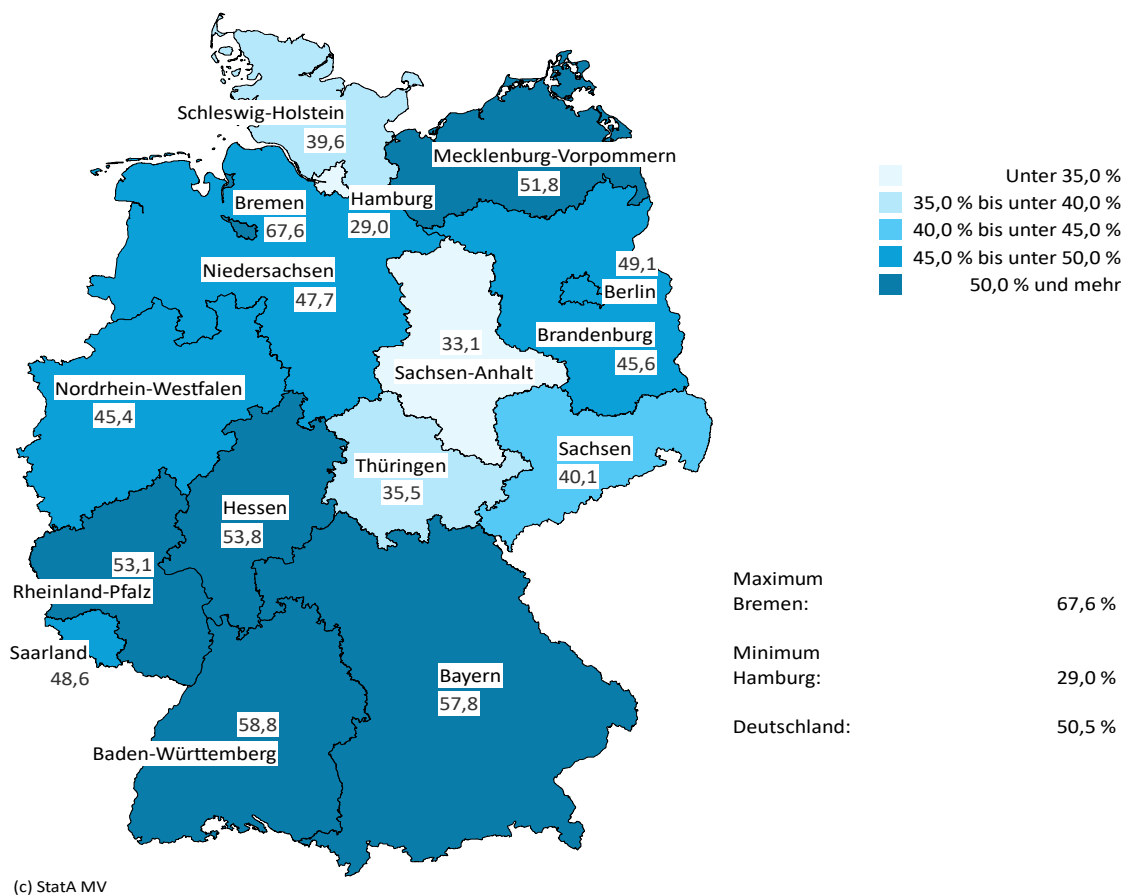 Schleswig-Holstein
39,6
Mecklenburg-Vorpommern
51,8
Hamburg
29,0
Bremen
67,6
Niedersachsen
47,7
49,1
Berlin
Brandenburg
45,6
33,1
Sachsen-Anhalt
Nordrhein-Westfalen
45,4
Sachsen
40,1
Thüringen
35,5
Hessen
53,8
53,1
Rheinland-Pfalz
Saarland
48,6
Bayern
57,8
58,8
Baden-Württemberg
Unter 35,0 %
35,0 % bis unter 40,0 %
40,0 % bis unter 45,0 %
45,0 % bis unter 50,0 %
50,0 % und mehr
Maximum
Bremen: 67,6 %
Minimum
Hamburg: 29,0 %
Deutschland: 50,5 %
(c) StatA MV